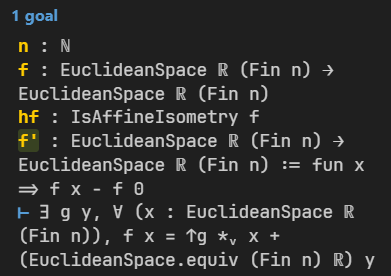 1 goal
n : ℕ
f : EuclideanSpace ℝ (Fin n) →
EuclideanSpace ℝ (Fin n)
hf : IsAffineIsometry f
f' : EuclideanSpace ℝ (Fin n) →
EuclideanSpace ℝ (Fin n) := fun x
⇒ f x - f 0
⊢ ∃ g y, ∀ (x : EuclideanSpace ℝ
(Fin n)), f x = ↑g *ᵥ x +
(EuclideanSpace.equiv (Fin n) ℝ) y